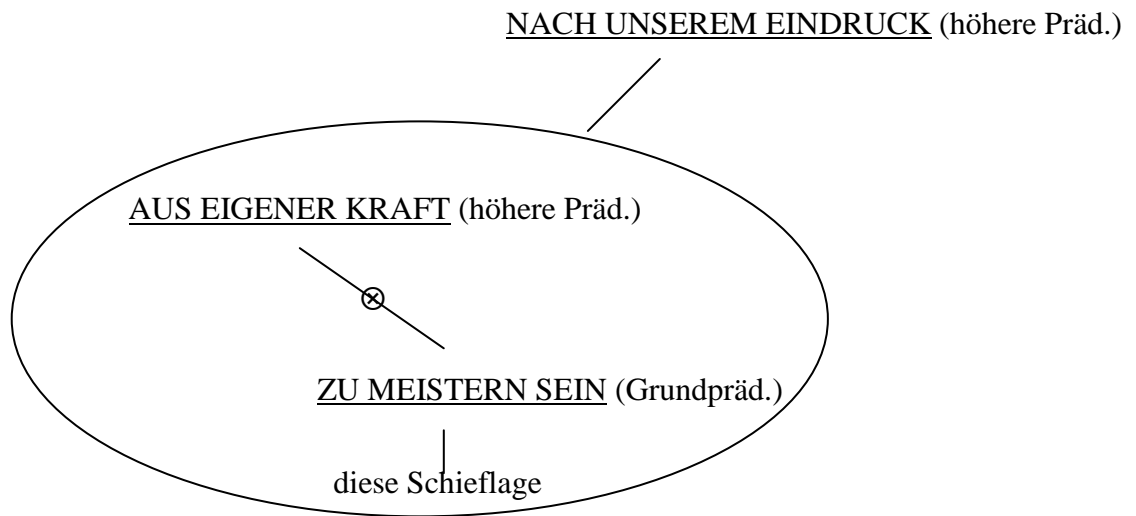 NACH UNSEREM EINDRUCK (höhere Präd.)
AUS EIGENER KRAFT (höhere Präd.)
ZU MEISTERN SEIN (Grundpräd.)
diese Schieflage